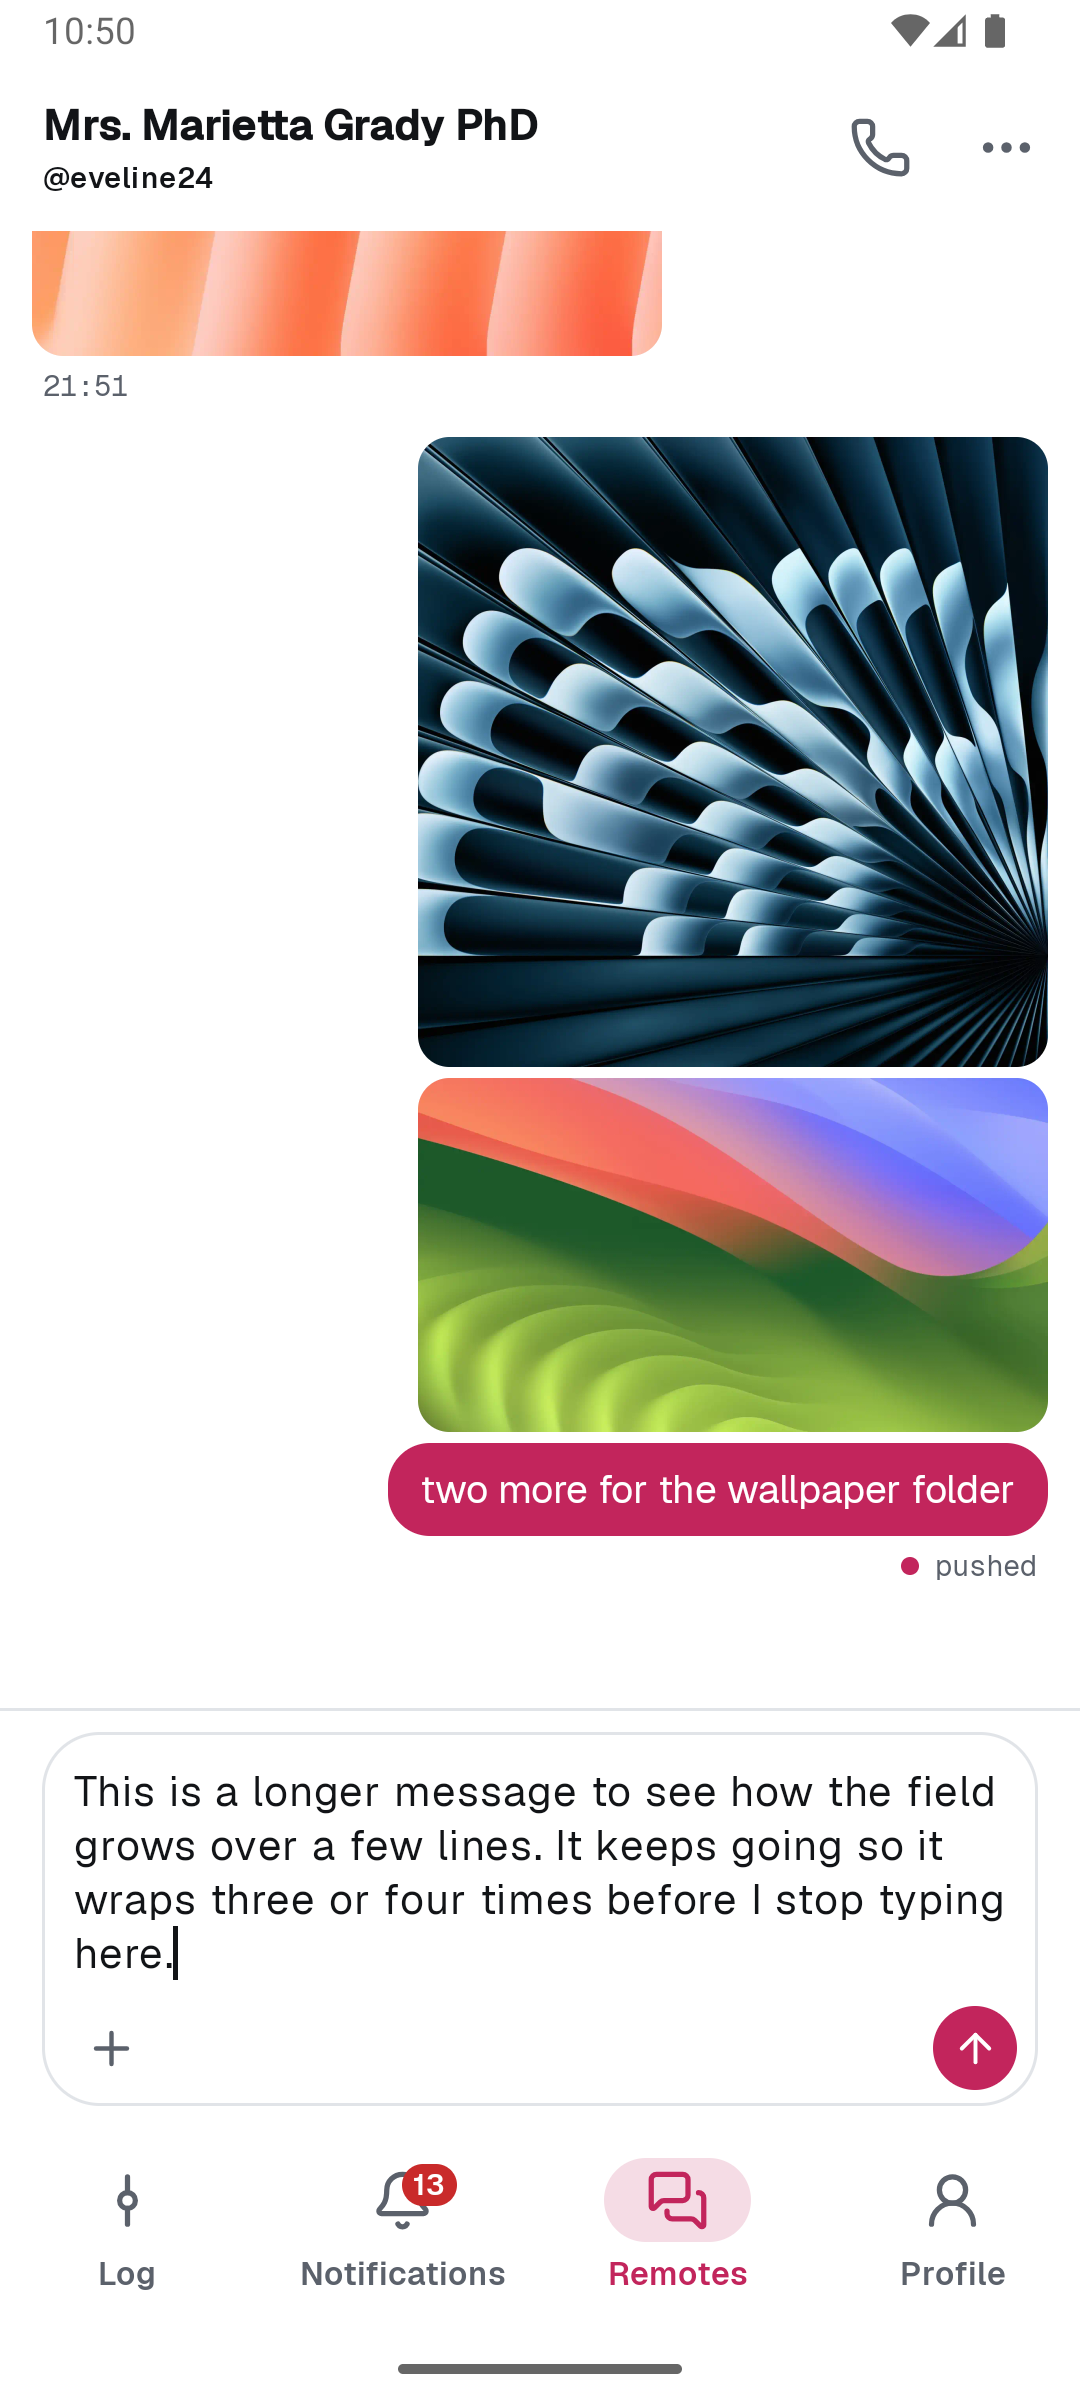 10:50
Mrs. Marietta Grady PhD
@eveline24
21:51
two more for the wallpaper folder
pushed
This is a longer message to see how the field
grows over a few lines. It keeps going so it
wraps three or four times before I stop typing
here.
13
Log
Notifications
Remotes
Profile